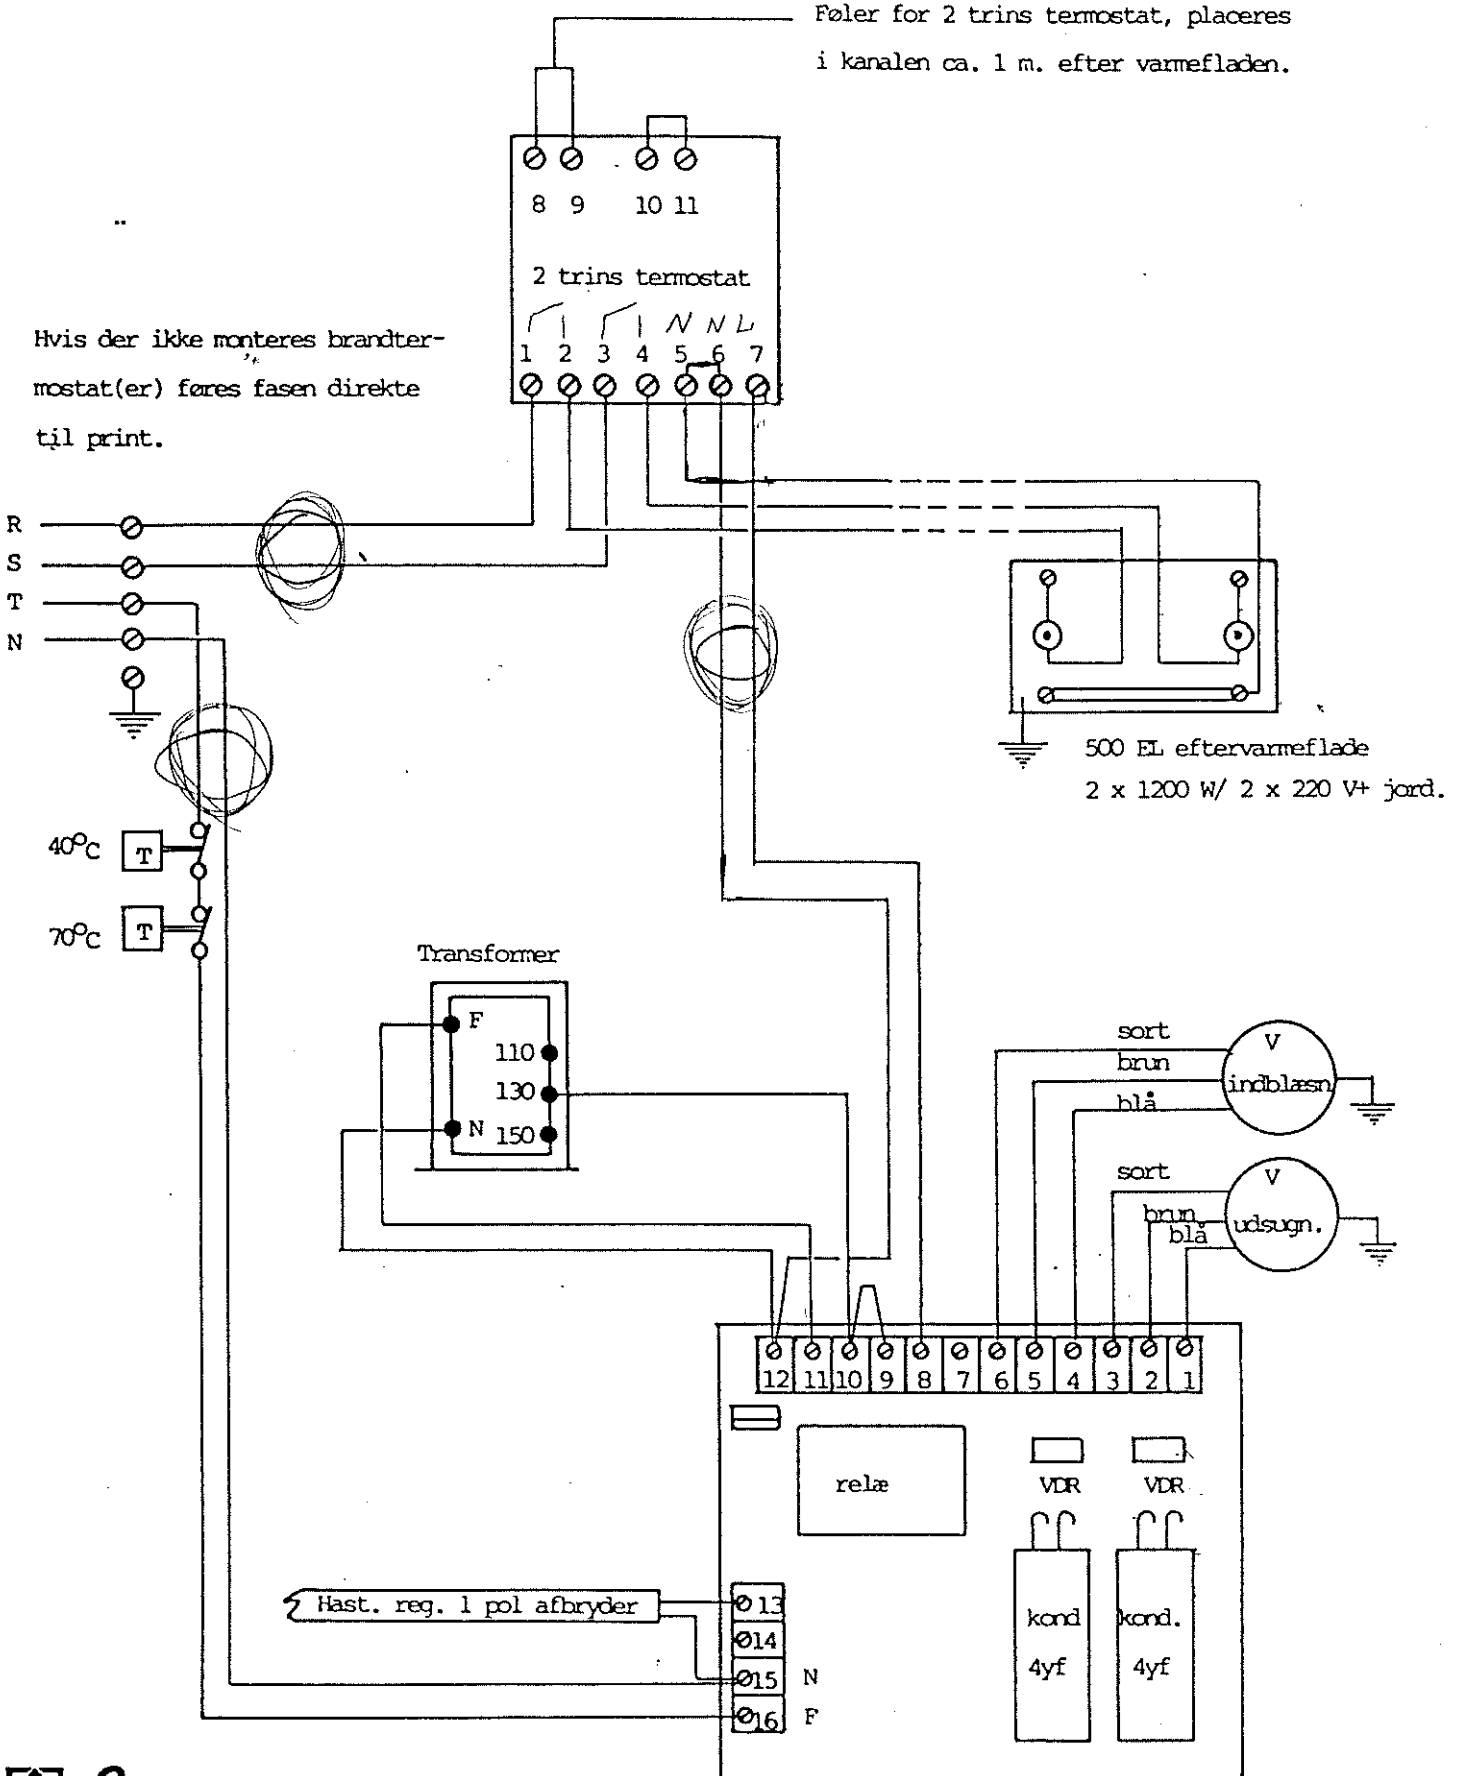 Føler for 2 trins termostat, placeres
i kanalen ca. 1 m. efter varmefladen.
8 9 10 11
2 trins termostat
N N L
1 2 3 4 5 6 7
Hvis der ikke monteres brandter-
mostat(er) føres fasen direkte
til print.
R
S
T
N
500 EL eftervarmeflade
2 x 1200 W/ 2 x 220 V+ jord.
40°C T
70°C T
Transformer
F
110
130
N 150
sort
brun
blå
V
indblæsn
sort
brun
blå
V
udsugn.
12 11 10 9 8 7 6 5 4 3 2 1
relæ
VDR VDR
Hast. reg. 1 pol afbryder
13
14
15 N
16 F
kond kond.
4yf 4yf